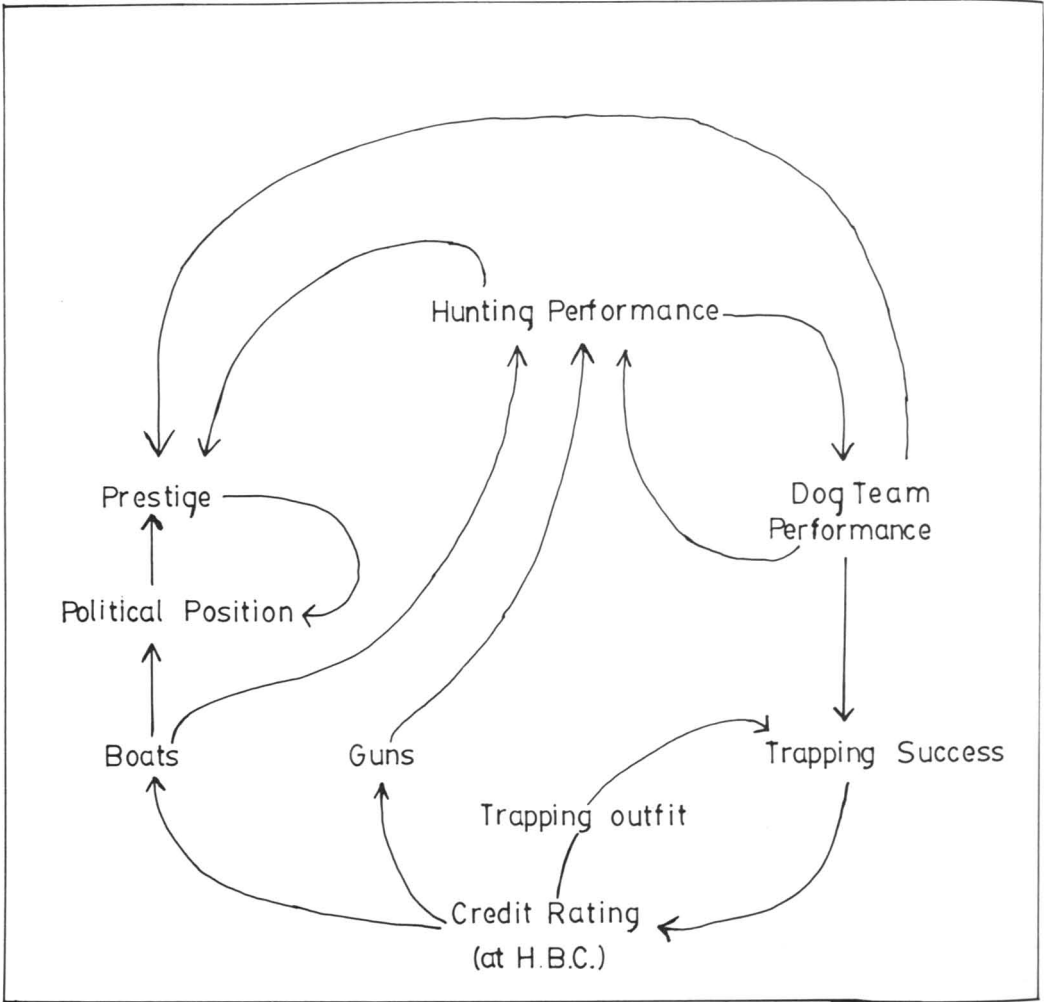 Hunting Performance
Prestige
Dog Team
Performance
Political Position
Boats
Guns
Trapping Success
Trapping outfit
Credit Rating
(at H.B.C.)